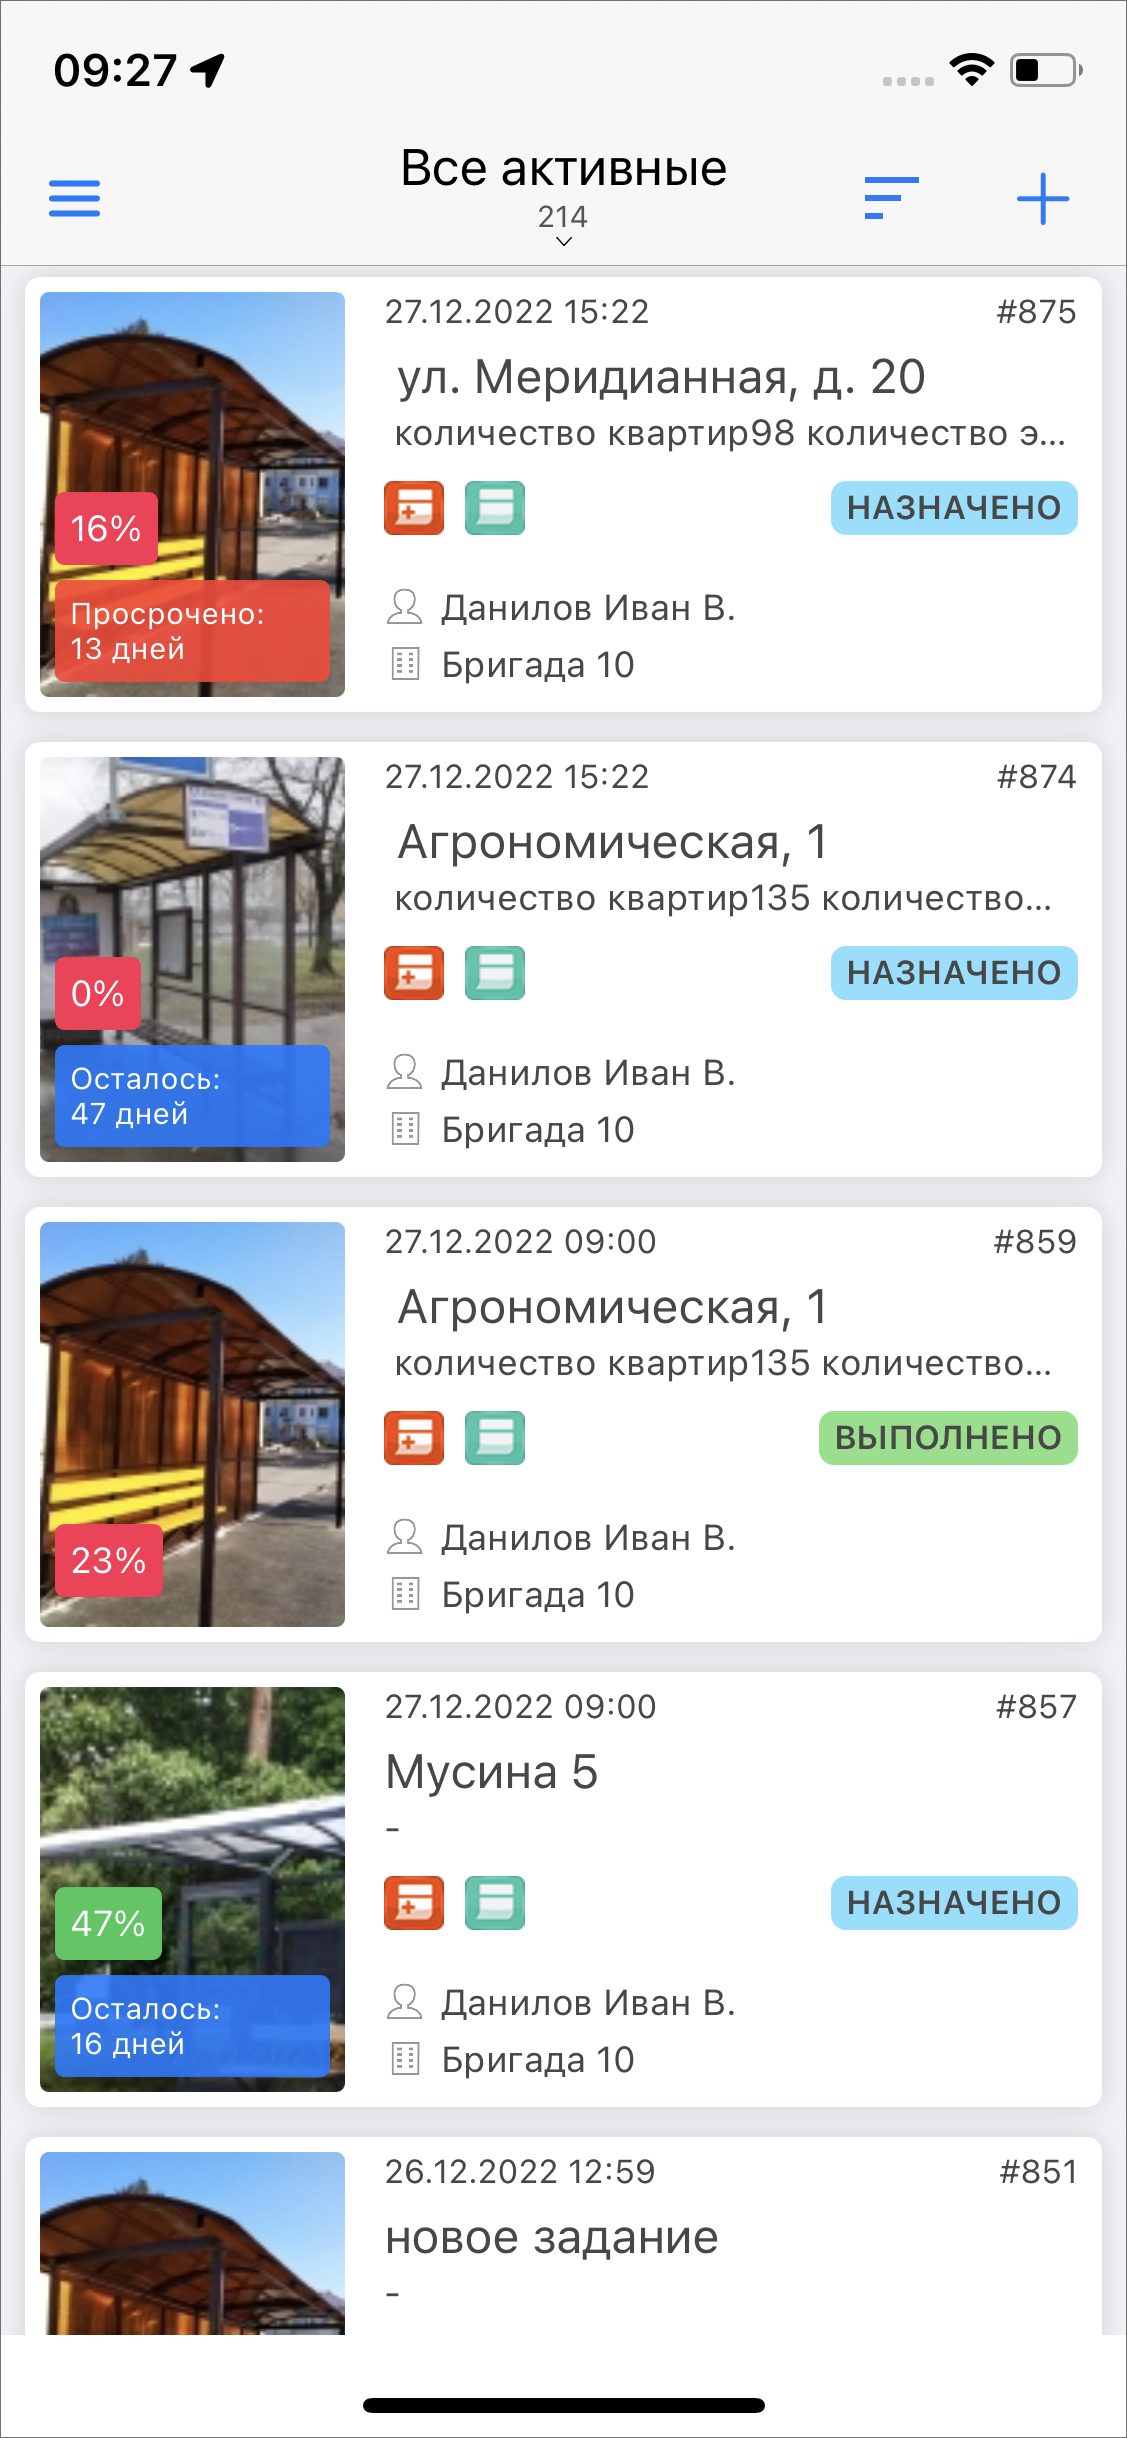 09:27
Все активные
214
27.12.2022 15:22
#875
ул. Меридианная, д. 20
количество квартир98 количество э...
16%
НАЗНАЧЕНО
Просрочено:
13 дней
Данилов Иван В.
Бригада 10
27.12.2022 15:22
#874
Агрономическая, 1
количество квартир135 количество...
0%
НАЗНАЧЕНО
Осталось:
47 дней
Данилов Иван В.
Бригада 10
27.12.2022 09:00
#859
Агрономическая, 1
количество квартир135 количество...
ВЫПОЛНЕНО
23%
Данилов Иван В.
Бригада 10
27.12.2022 09:00
#857
Мусина 5
-
47%
НАЗНАЧЕНО
Осталось:
16 дней
Данилов Иван В.
Бригада 10
26.12.2022 12:59
#851
новое задание
-